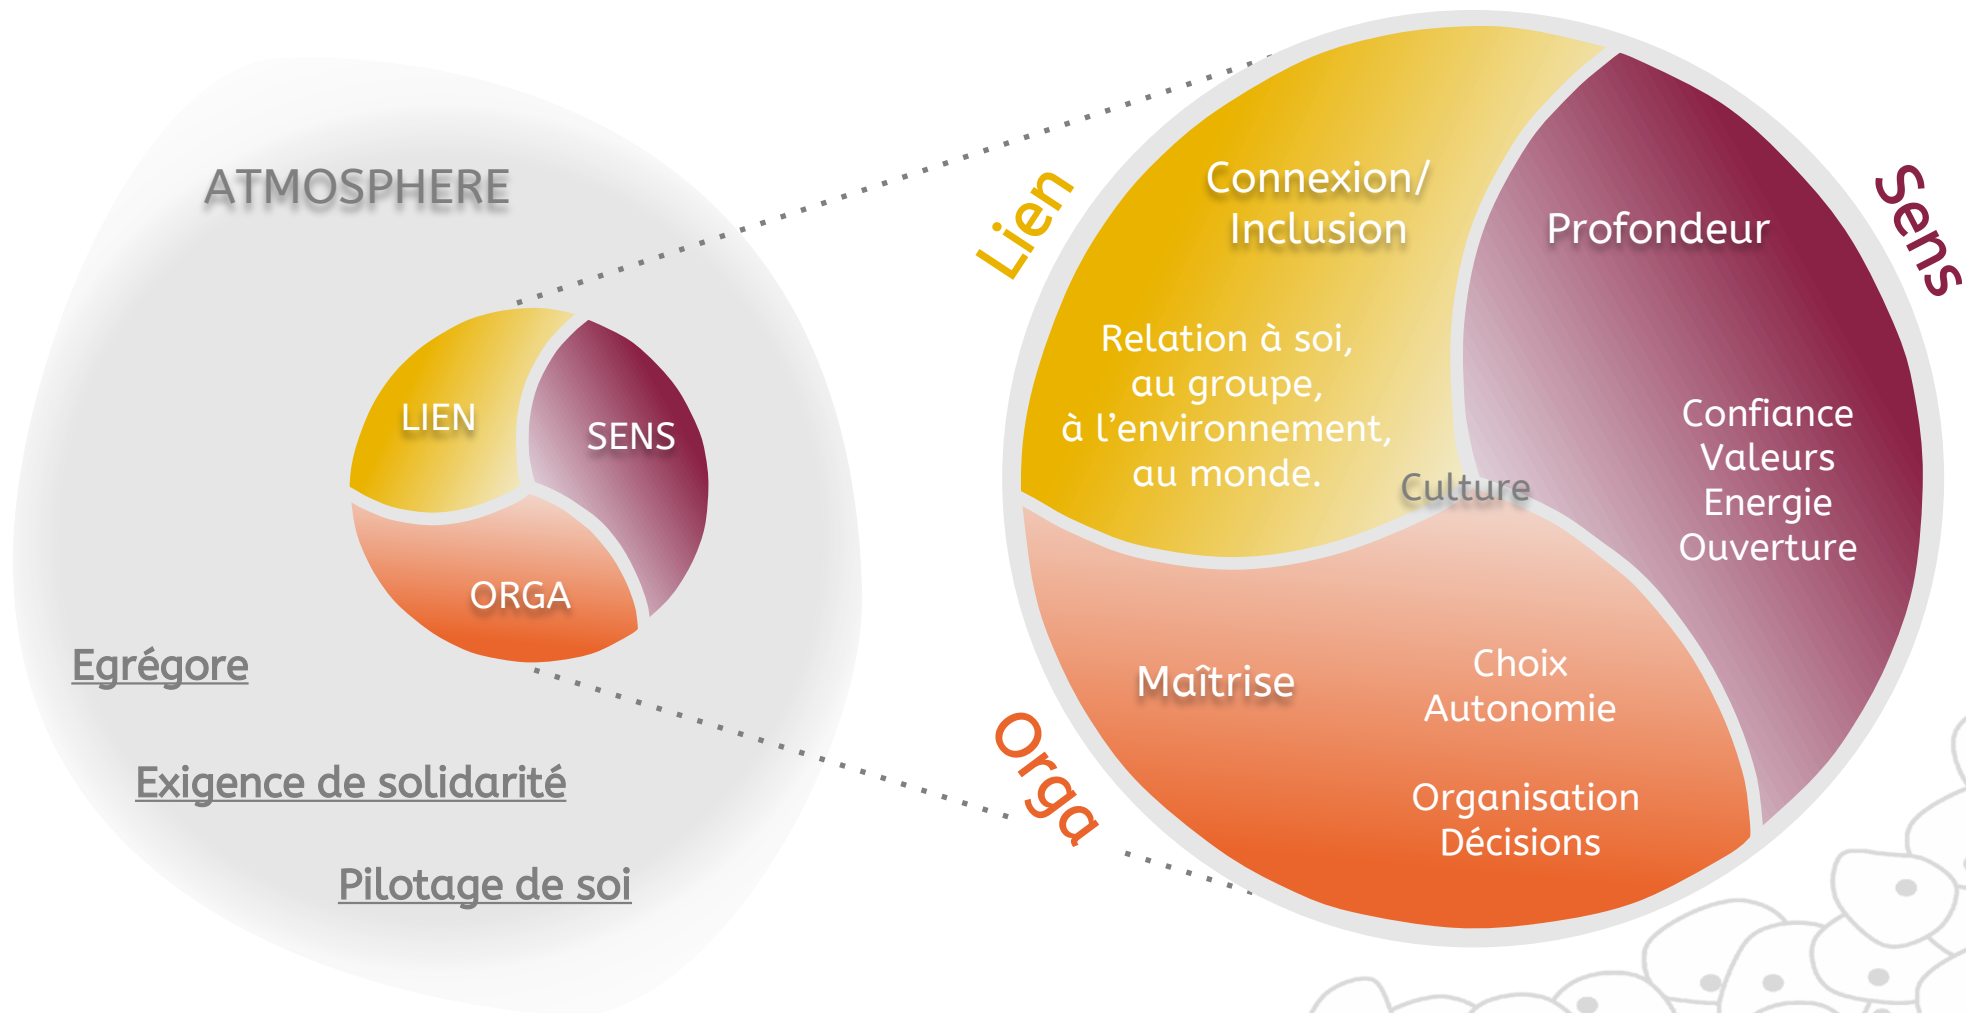 ATMOSPHERE
LIEN
SENS
ORGA
Egrégore
Exigence de solidarité
Pilotage de soi
Lien
Connexion/
Inclusion
Relation à soi,
au groupe,
à l’environnement,
au monde.
Sens
Profondeur
Confiance
Valeurs
Energie
Ouverture
Culture
Orga
Maîtrise
Choix
Autonomie
Organisation
Décisions